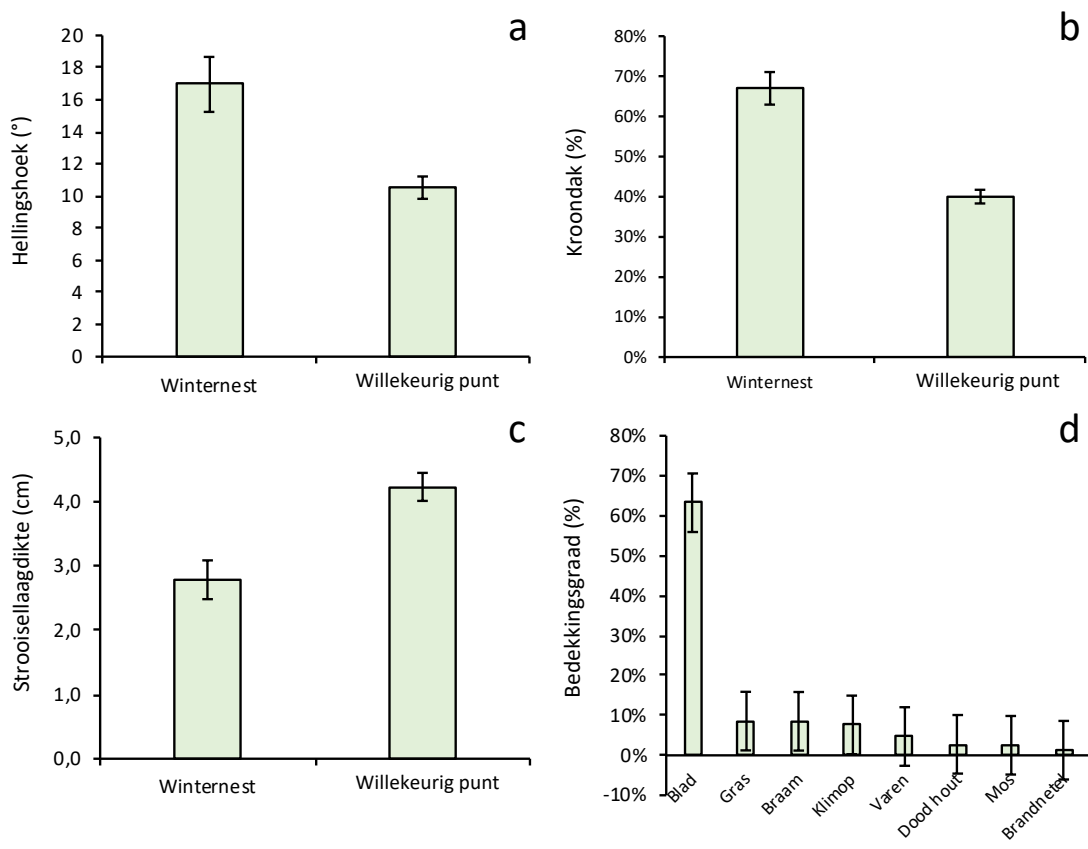 a
Hellingshoek (°)
20
18
16
14
12
10
8
6
4
2
0
Winternest
Willekeurig punt
b
Kroondak (%)
80%
70%
60%
50%
40%
30%
20%
10%
0%
Winternest
Willekeurig punt
c
Strooisellaagdikte (cm)
5,0
4,0
3,0
2,0
1,0
0,0
Winternest
Willekeurig punt
d
Bedekkingsgraad (%)
80%
70%
60%
50%
40%
30%
20%
10%
0%
-10%
Blad
Gras
Braam
Klimop
Varen
Dood hout
Mos
Brandnetel